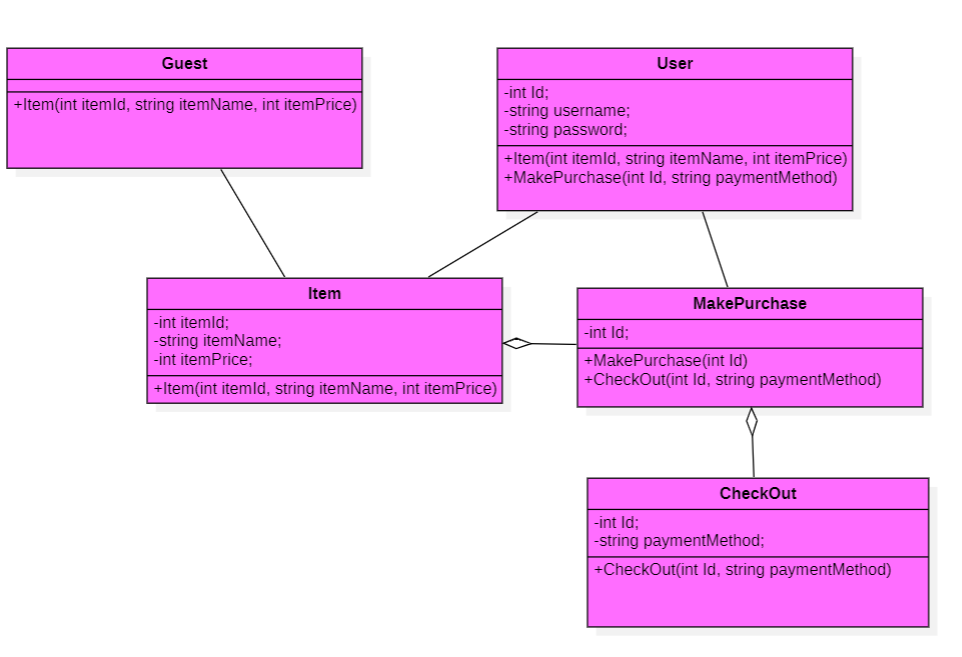 Guest
+Item(int itemId, string itemName, int itemPrice)
User
-int Id;
-string username;
-string password;
+Item(int itemId, string itemName, int itemPrice)
+MakePurchase(int Id, string paymentMethod)
Item
-int itemId;
-string itemName;
-int itemPrice;
+Item(int itemId, string itemName, int itemPrice)
MakePurchase
-int Id;
+MakePurchase(int Id)
+CheckOut(int Id, string paymentMethod)
CheckOut
-int Id;
-string paymentMethod;
+CheckOut(int Id, string paymentMethod)